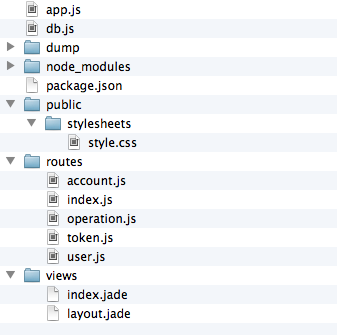 app.js
db.js
dump
node_modules
package.json
public
stylesheets
style.css
routes
account.js
index.js
operation.js
token.js
user.js
views
index.jade
layout.jade